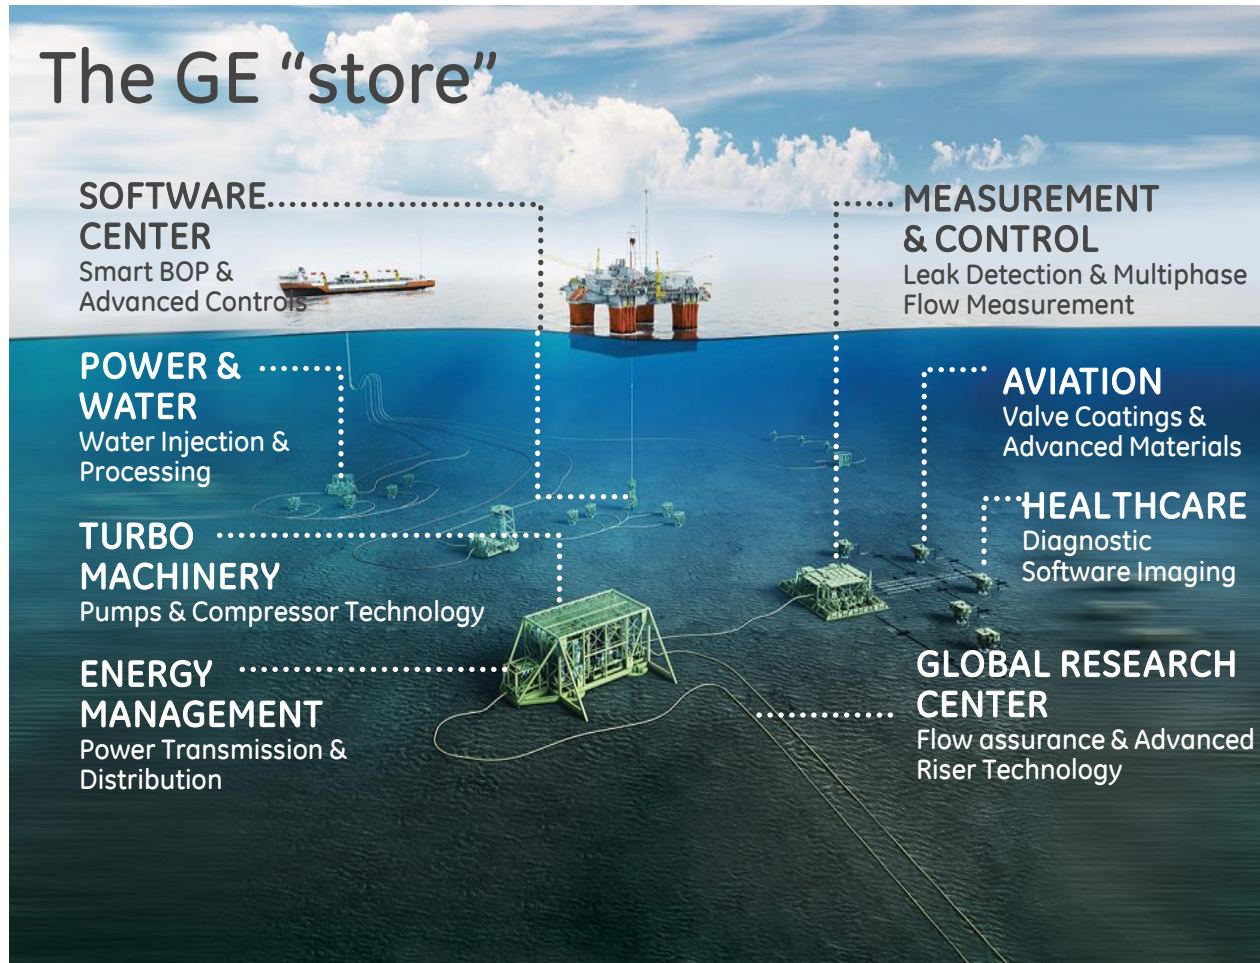 The GE “store”
SOFTWARE
CENTER
Smart BOP &
Advanced Controls
POWER &
WATER
Water Injection &
Processing
TURBO
MACHINERY
Pumps & Compressor Technology
ENERGY
MANAGEMENT
Power Transmission &
Distribution
MEASUREMENT
& CONTROL
Leak Detection & Multiphase
Flow Measurement
AVIATION
Valve Coatings &
Advanced Materials
HEALTHCARE
Diagnostic
Software Imaging
GLOBAL RESEARCH
CENTER
Flow assurance & Advanced
Riser Technology